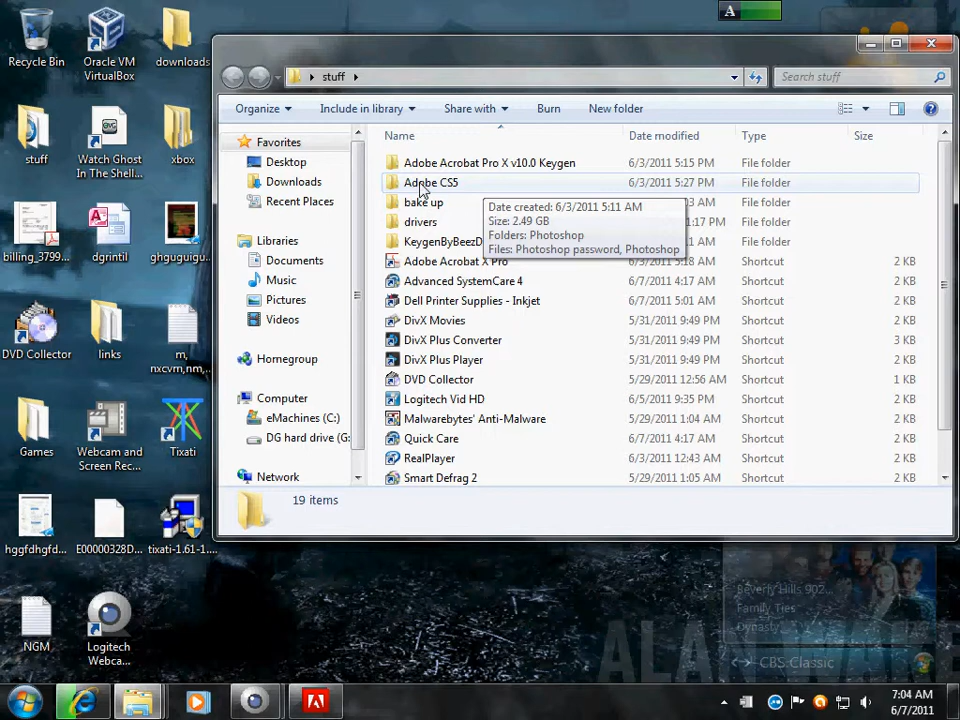 A
Recycle Bin
Oracle VM
VirtualBox
downloads
stuff
Watch Ghost
In The Shell...
xbox
billing_3799...
dgrintil
ghguguigu...
DVD Collector
links
m,
nxcvm,nm,...
Games
Webcam and
Screen Rec...
Tixati
hggfdhgfd...
E00000328D...
tixati-1.61-1....
NGM
Logitech
Webca...
stuff
Search stuff
Organize
Include in library
Share with
Burn
New folder
Favorites
Desktop
Downloads
Recent Places
Libraries
Documents
Music
Pictures
Videos
Homegroup
Computer
eMachines (C:)
DG hard drive (G:
Network
Name
Date modified
Type
Size
Adobe Acrobat Pro X v10.0 Keygen 6/3/2011 5:15 PM File folder
Adobe CS5 6/3/2011 5:27 PM File folder
bake up 3 AM File folder
drivers 1:17 PM File folder
KeygenByBeezD 1 AM File folder
Adobe Acrobat X Pro 6/3/2011 5:18 AM Shortcut 2 KB
Advanced SystemCare 4 6/7/2011 4:17 AM Shortcut 2 KB
Dell Printer Supplies - Inkjet 6/7/2011 5:01 AM Shortcut 2 KB
DivX Movies 5/31/2011 9:49 PM Shortcut 2 KB
DivX Plus Converter 5/31/2011 9:49 PM Shortcut 3 KB
DivX Plus Player 5/31/2011 9:49 PM Shortcut 2 KB
DVD Collector 5/29/2011 12:56 AM Shortcut 1 KB
Logitech Vid HD 6/5/2011 9:35 PM Shortcut 2 KB
Malwarebytes' Anti-Malware 5/29/2011 1:04 AM Shortcut 2 KB
Quick Care 6/7/2011 4:17 AM Shortcut 2 KB
RealPlayer 6/3/2011 12:43 AM Shortcut 2 KB
Smart Defrag 2 5/29/2011 1:05 AM Shortcut 2 KB
Date created: 6/3/2011 5:11 AM
Size: 2.49 GB
Folders: Photoshop
Files: Photoshop password, Photoshop
19 items
Beverly Hills 902...
Family Ties
Dynasty
CBS Classic
ALAN WAKE
7:04 AM
6/7/2011